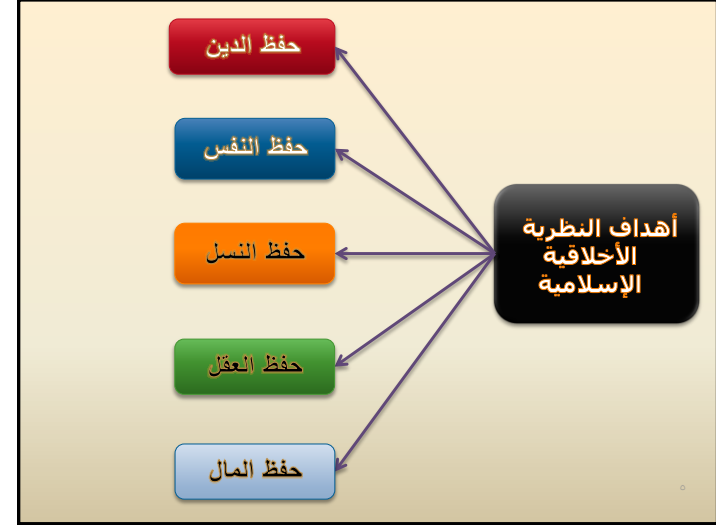 أهداف النظرية
الأخلاقية
الإسلامية
حفظ الدين
حفظ النفس
حفظ النسل
حفظ العقل
حفظ المال